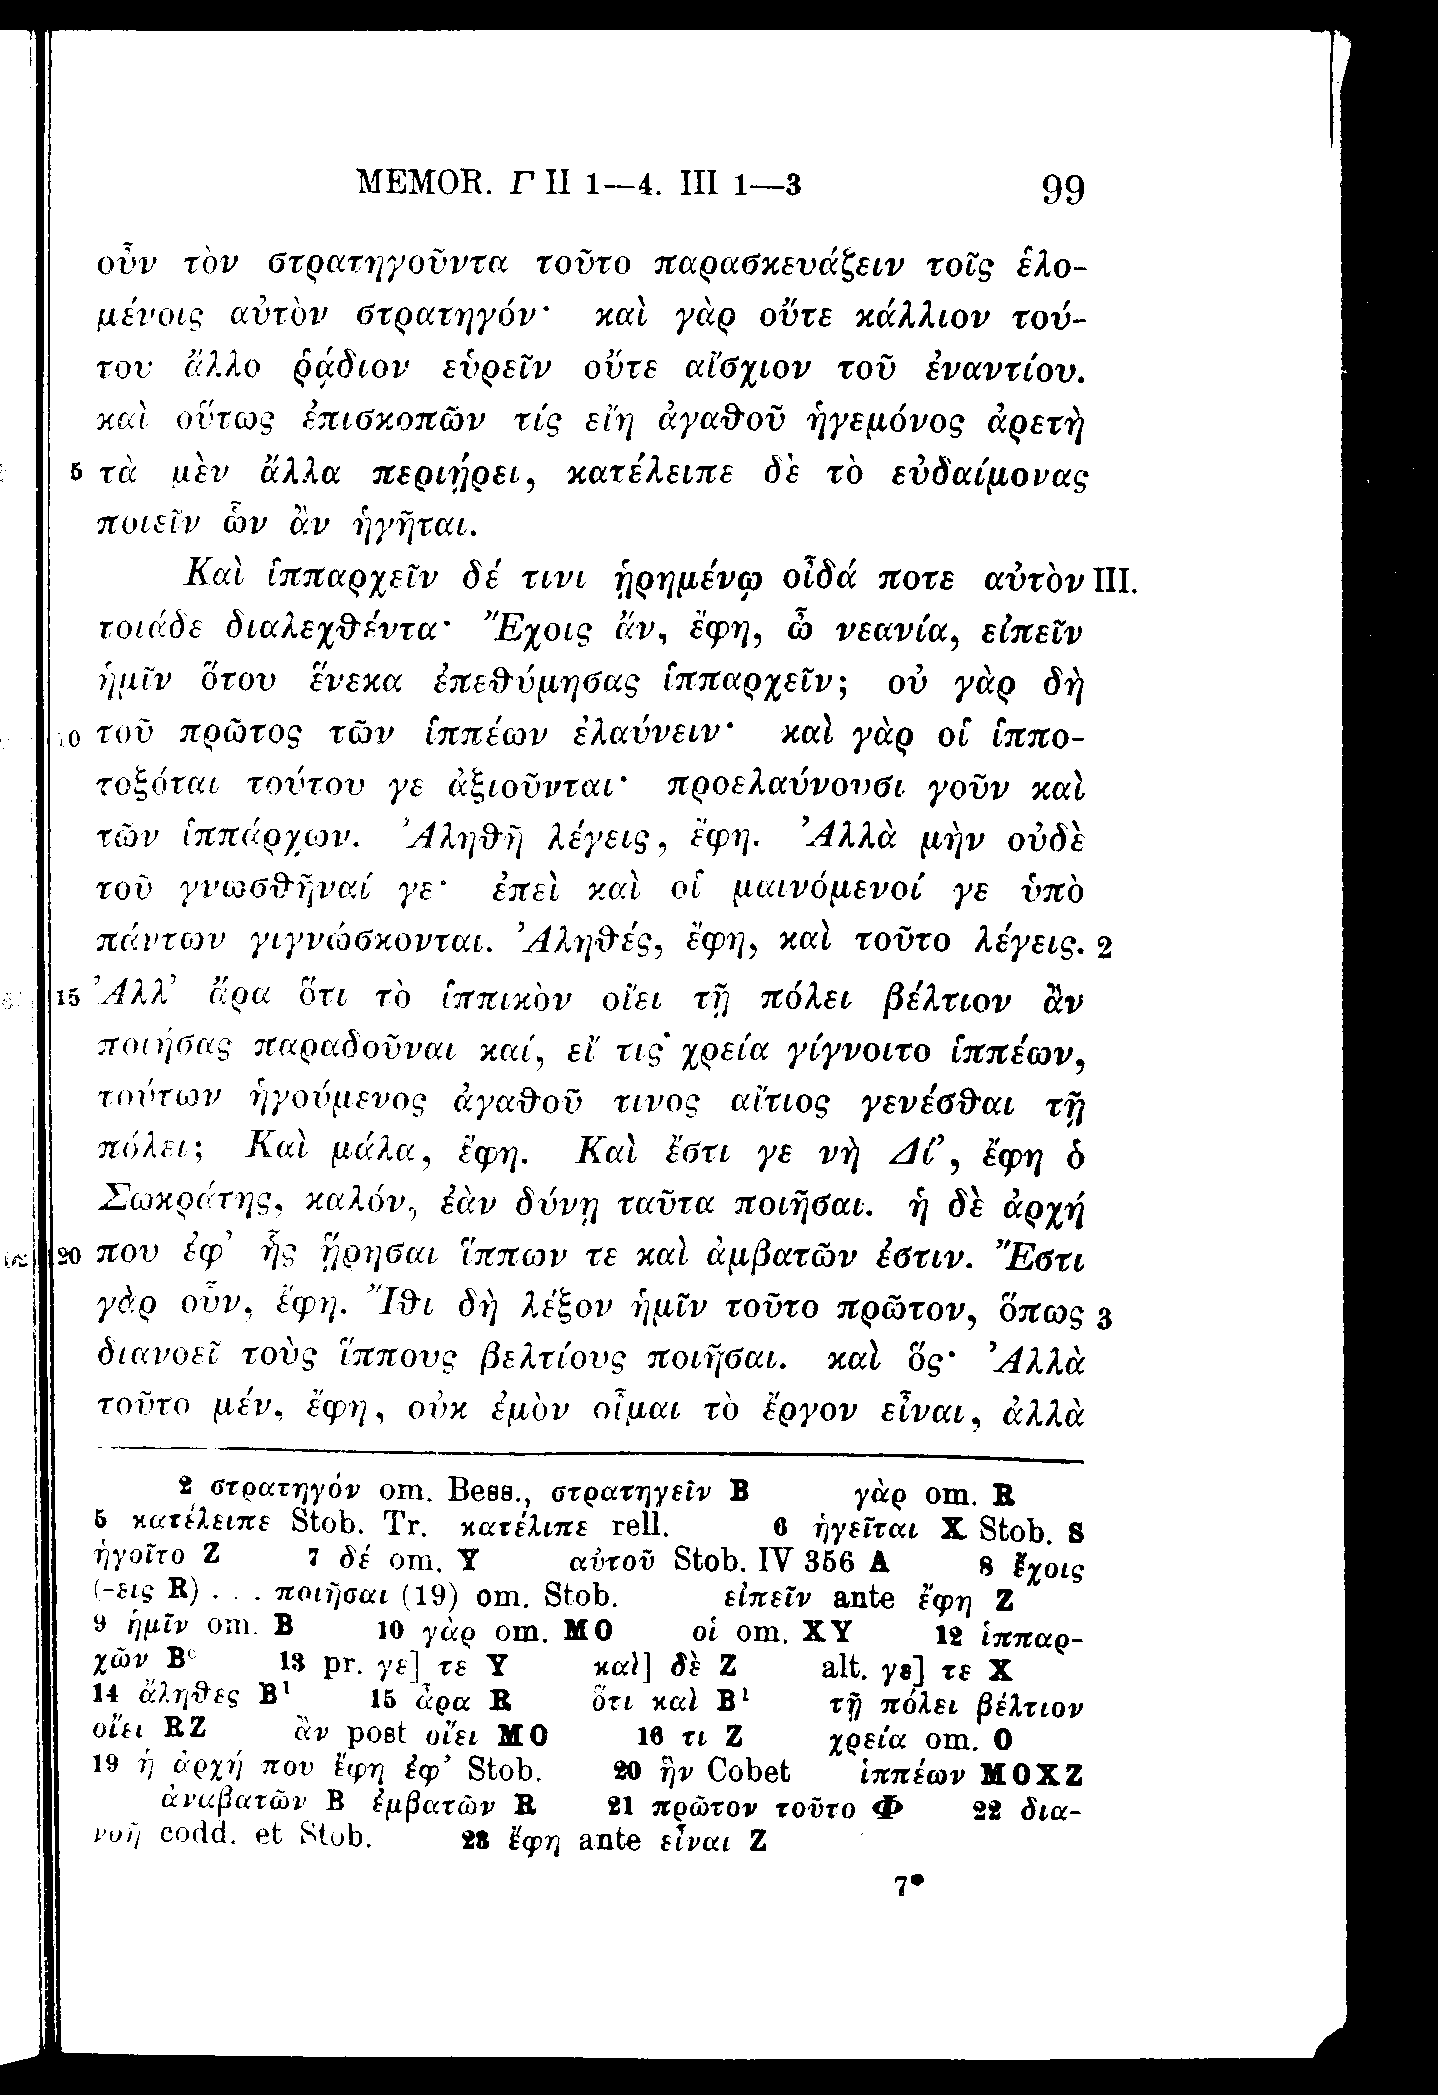 MEMOR. Γ II 1—4. III 1—3 99
οὖν τὸν στρατηγοῦντα τοῦτο παρασκευάζειν τοῖς ἑλο-
μένοις αὐτὸν στρατηγόν· καὶ γὰρ οὔτε κάλλιον τού-
του ἄλλο ῥᾴδιον εὑρεῖν οὔτε αἴσχιον τοῦ ἐναντίου.
καὶ οὕτως ἐπισκοπῶν τίς εἴη ἀγαθοῦ ἡγεμόνος ἀρετὴ
5 τὰ μὲν ἄλλα περιῄρει, κατέλειπε δὲ τὸ εὐδαίμονας
ποιεῖν ὧν ἂν ἡγῆται.
Καὶ ἱππαρχεῖν δέ τινι ᾑρημένῳ οἶδά ποτε αὐτὸν III.
τοιάδε διαλεχθέντα· Ἔχοις ἄν, ἔφη, ὦ νεανία, εἰπεῖν
ἡμῖν ὅτου ἕνεκα ἐπεθύμησας ἱππαρχεῖν; οὐ γὰρ δὴ
10 τοῦ πρῶτος τῶν ἱππέων ἐλαύνειν· καὶ γὰρ οἱ ἱππο-
τοξόται τούτου γε ἀξιοῦνται· προελαύνουσι γοῦν καὶ
τῶν ἱππάρχων. Ἀληθῆ λέγεις, ἔφη. Ἀλλὰ μὴν οὐδὲ
τοῦ γνωσθῆναί γε· ἐπεὶ καὶ οἱ μαινόμενοί γε ὑπὸ
πάντων γιγνώσκονται. Ἀληθές, ἔφη, καὶ τοῦτο λέγεις. 2
15 Ἀλλ’ ἄρα ὅτι τὸ ἱππικὸν οἴει τῇ πόλει βέλτιον ἂν
ποιήσας παραδοῦναι καί, εἴ τις χρεία γίγνοιτο ἱππέων,
τούτων ἡγούμενος ἀγαθοῦ τινος αἴτιος γενέσθαι τῇ
πόλει; Καὶ μάλα, ἔφη. Καὶ ἔστι γε νὴ Δί’, ἔφη ὁ
Σωκράτης, καλόν, ἐὰν δύνῃ ταῦτα ποιῆσαι. ἡ δὲ ἀρχή
20 που ἐφ’ ἧς ᾕρησαι ἵππων τε καὶ ἀμβατῶν ἐστιν. Ἔστι
γὰρ οὖν, ἔφη. Ἴθι δὴ λέξον ἡμῖν τοῦτο πρῶτον, ὅπως 3
διανοεῖ τοὺς ἵππους βελτίους ποιῆσαι. καὶ ὅς· Ἀλλὰ
τοῦτο μέν, ἔφη, οὐκ ἐμὸν οἶμαι τὸ ἔργον εἶναι, ἀλλὰ
2 στρατηγόν om. Bess., στρατηγεῖν B γὰρ om. R
5 κατέλειπε Stob. Tr. κατέλιπε rell. 6 ἡγεῖται X Stob. S
ἡγοῖτο Z 7 δέ om. Y αὐτοῦ Stob. IV 356 A 8 ἔχοις
(-εις R) . . . ποιῆσαι (19) om. Stob. εἰπεῖν ante ἔφη Z
9 ἡμῖν om. B 10 γὰρ om. MO οἱ om. XY 12 ἱππαρ-
χῶν Bᶜ 13 pr. γε] τε Y καὶ] δὲ Z alt. γε] τε X
14 ἄληθες B¹ 15 ἆρα R ὅτι καὶ B¹ τῇ πόλει βέλτιον
οἴει RZ ἂν post οἴει MO 16 τι Z χρεία om. O
19 ἡ ἀρχή που ἔφη ἐφ’ Stob. 20 ἣν Cobet ἱππέων MOXZ
ἀναβατῶν B ἐμβατῶν R 21 πρῶτον τοῦτο Φ 22 δια-
νοῇ codd. et Stob. 23 ἔφη ante εἶναι Z
7*